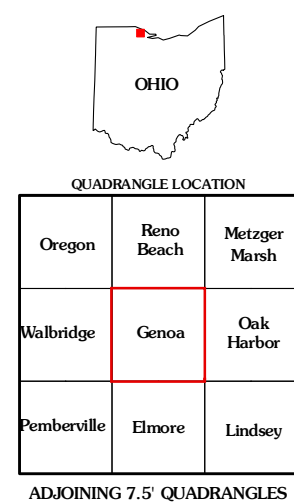 OHIO
QUADRANGLE LOCATION
Oregon
Reno
Beach
Metzger
Marsh
Walbridge
Genoa
Oak
Harbor
Pemberville
Elmore
Lindsey
ADJOINING 7.5' QUADRANGLES